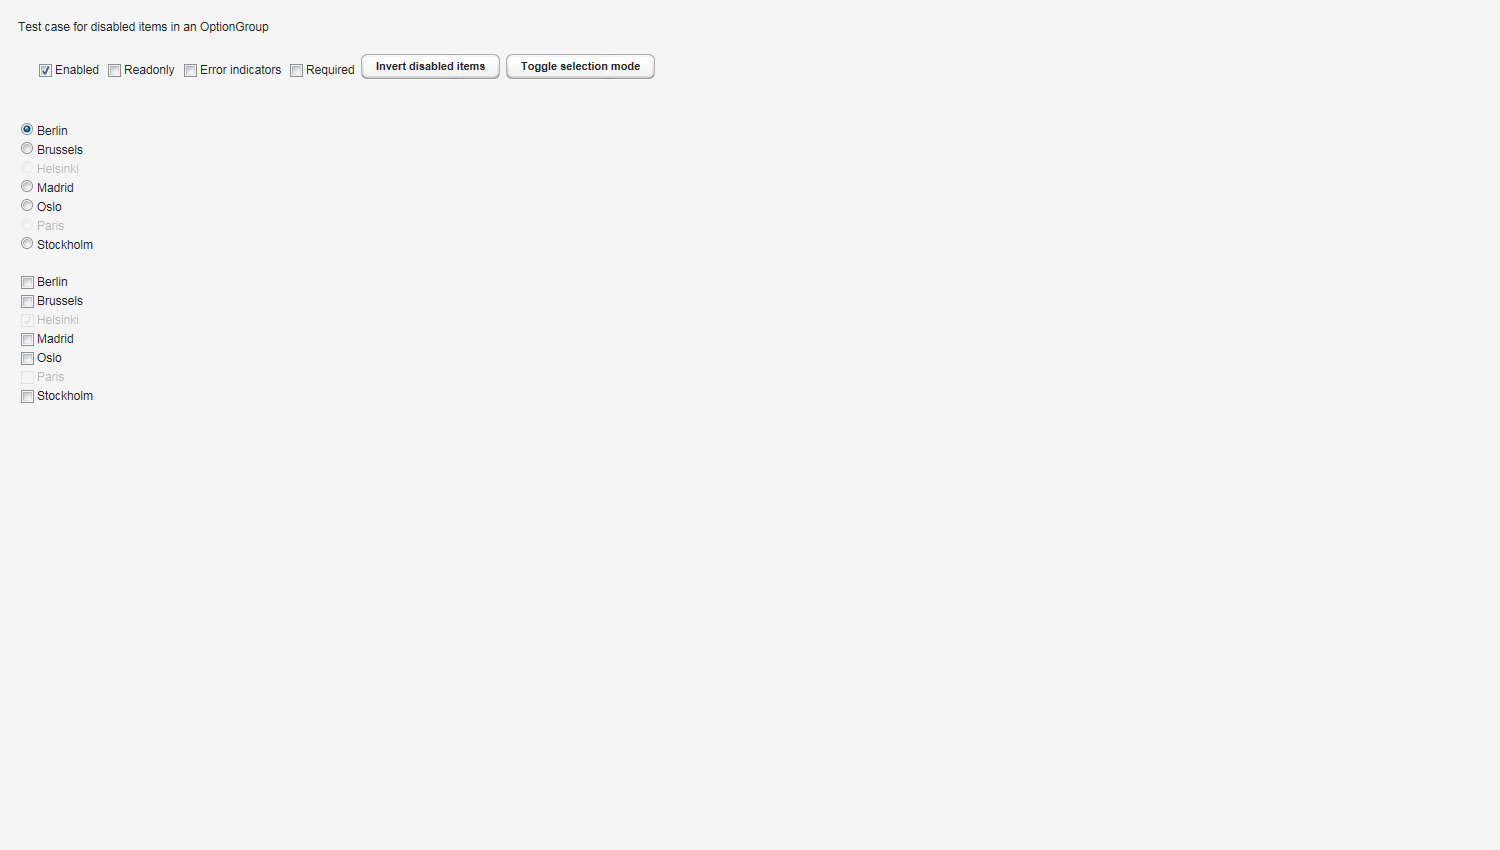 Test case for disabled items in an OptionGroup
Enabled Readonly Error indicators Required Invert disabled items Toggle selection mode
Berlin
Brussels
Helsinki
Madrid
Oslo
Paris
Stockholm
Berlin
Brussels
Helsinki
Madrid
Oslo
Paris
Stockholm